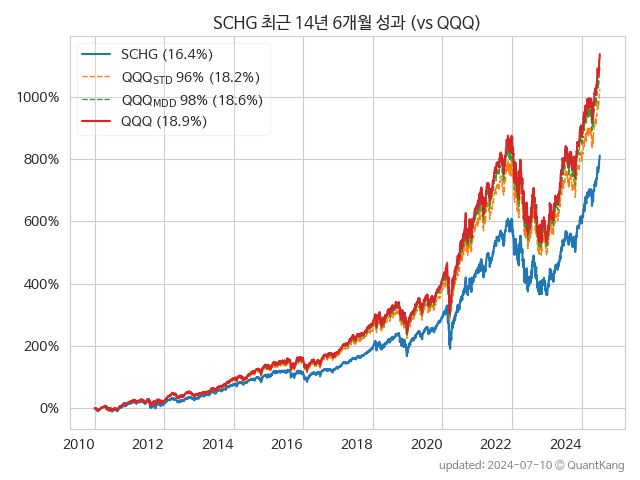 SCHG 최근 14년 6개월 성과 (vs QQQ)
SCHG (16.4%)
QQQSTD 96% (18.2%)
QQQMDD 98% (18.6%)
QQQ (18.9%)
1000%
800%
600%
400%
200%
0%
2010 2012 2014 2016 2018 2020 2022 2024
updated: 2024-07-10 © QuantKang